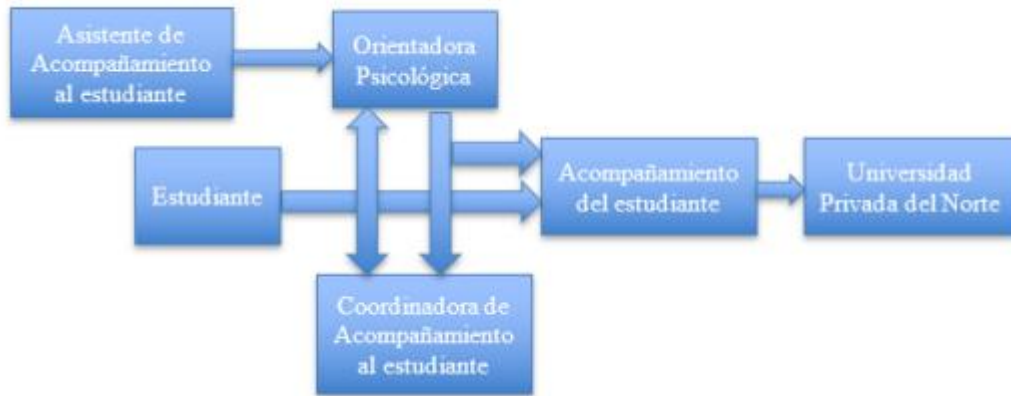 Asistente de
Acompañamiento
al estudiante
Orientadora
Psicológica
Estudiante
Acompañamiento
del estudiante
Universidad
Privada del Norte
Coordinadora de
Acompañamiento
al estudiante